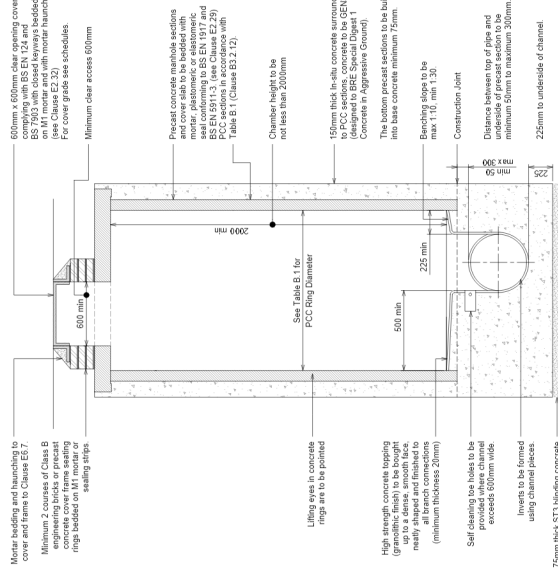 600mm x 600mm clear opening cover
complying with BS EN 124 and
BS 7903 with closed keyways bedded
on M1 mortar and with mortar haunch
(see Clause E2.32)
For cover grade see schedules.
Minimum clear access 600mm
Precast concrete manhole sections
and cover slab to be bedded with
mortar, plastomeric or elastomeric
seal conforming to BS EN 1917 and
BS EN 5911-3. (see Clause E2.29)
PCC sections in accordance with
Table B.1 (Clause B3.2.12).
Chamber height to be
not less than 2000mm
150mm thick In-situ concrete surround
to PCC sections, concrete to be GEN3
(designed to BRE Special Digest 1
Concrete in Aggressive Ground).
The bottom precast sections to be buil
into base concrete minimum 75mm.
Benching slope to be
max 1:10, min 1:30.
Construction Joint
Distance between top of pipe and
underside of precast section to be
minimum 50mm to maximum 300mm.
225mm to underside of channel.
600 min
2000 min
See Table B.1 for
PCC Ring Diameter
225 min
500 min
min 50
max 300
225
Mortar bedding and haunching to
cover and frame to Clause E6.7.
Minimum 2 courses of Class B
engineering bricks or precast
concrete cover frame seating
rings bedded on M1 mortar or
sealing strips.
Lifting eyes in concrete
rings are to be pointed
High strength concrete topping
(granolithic finish) to be bought
up to a dense, smooth face,
neatly shaped and finished to
all branch connections
(minimum thickness 20mm)
Self cleaning toe holes to be
provided where channel
exceeds 600mm wide.
Inverts to be formed
using channel pieces.
75mm thick ST3 blinding concrete